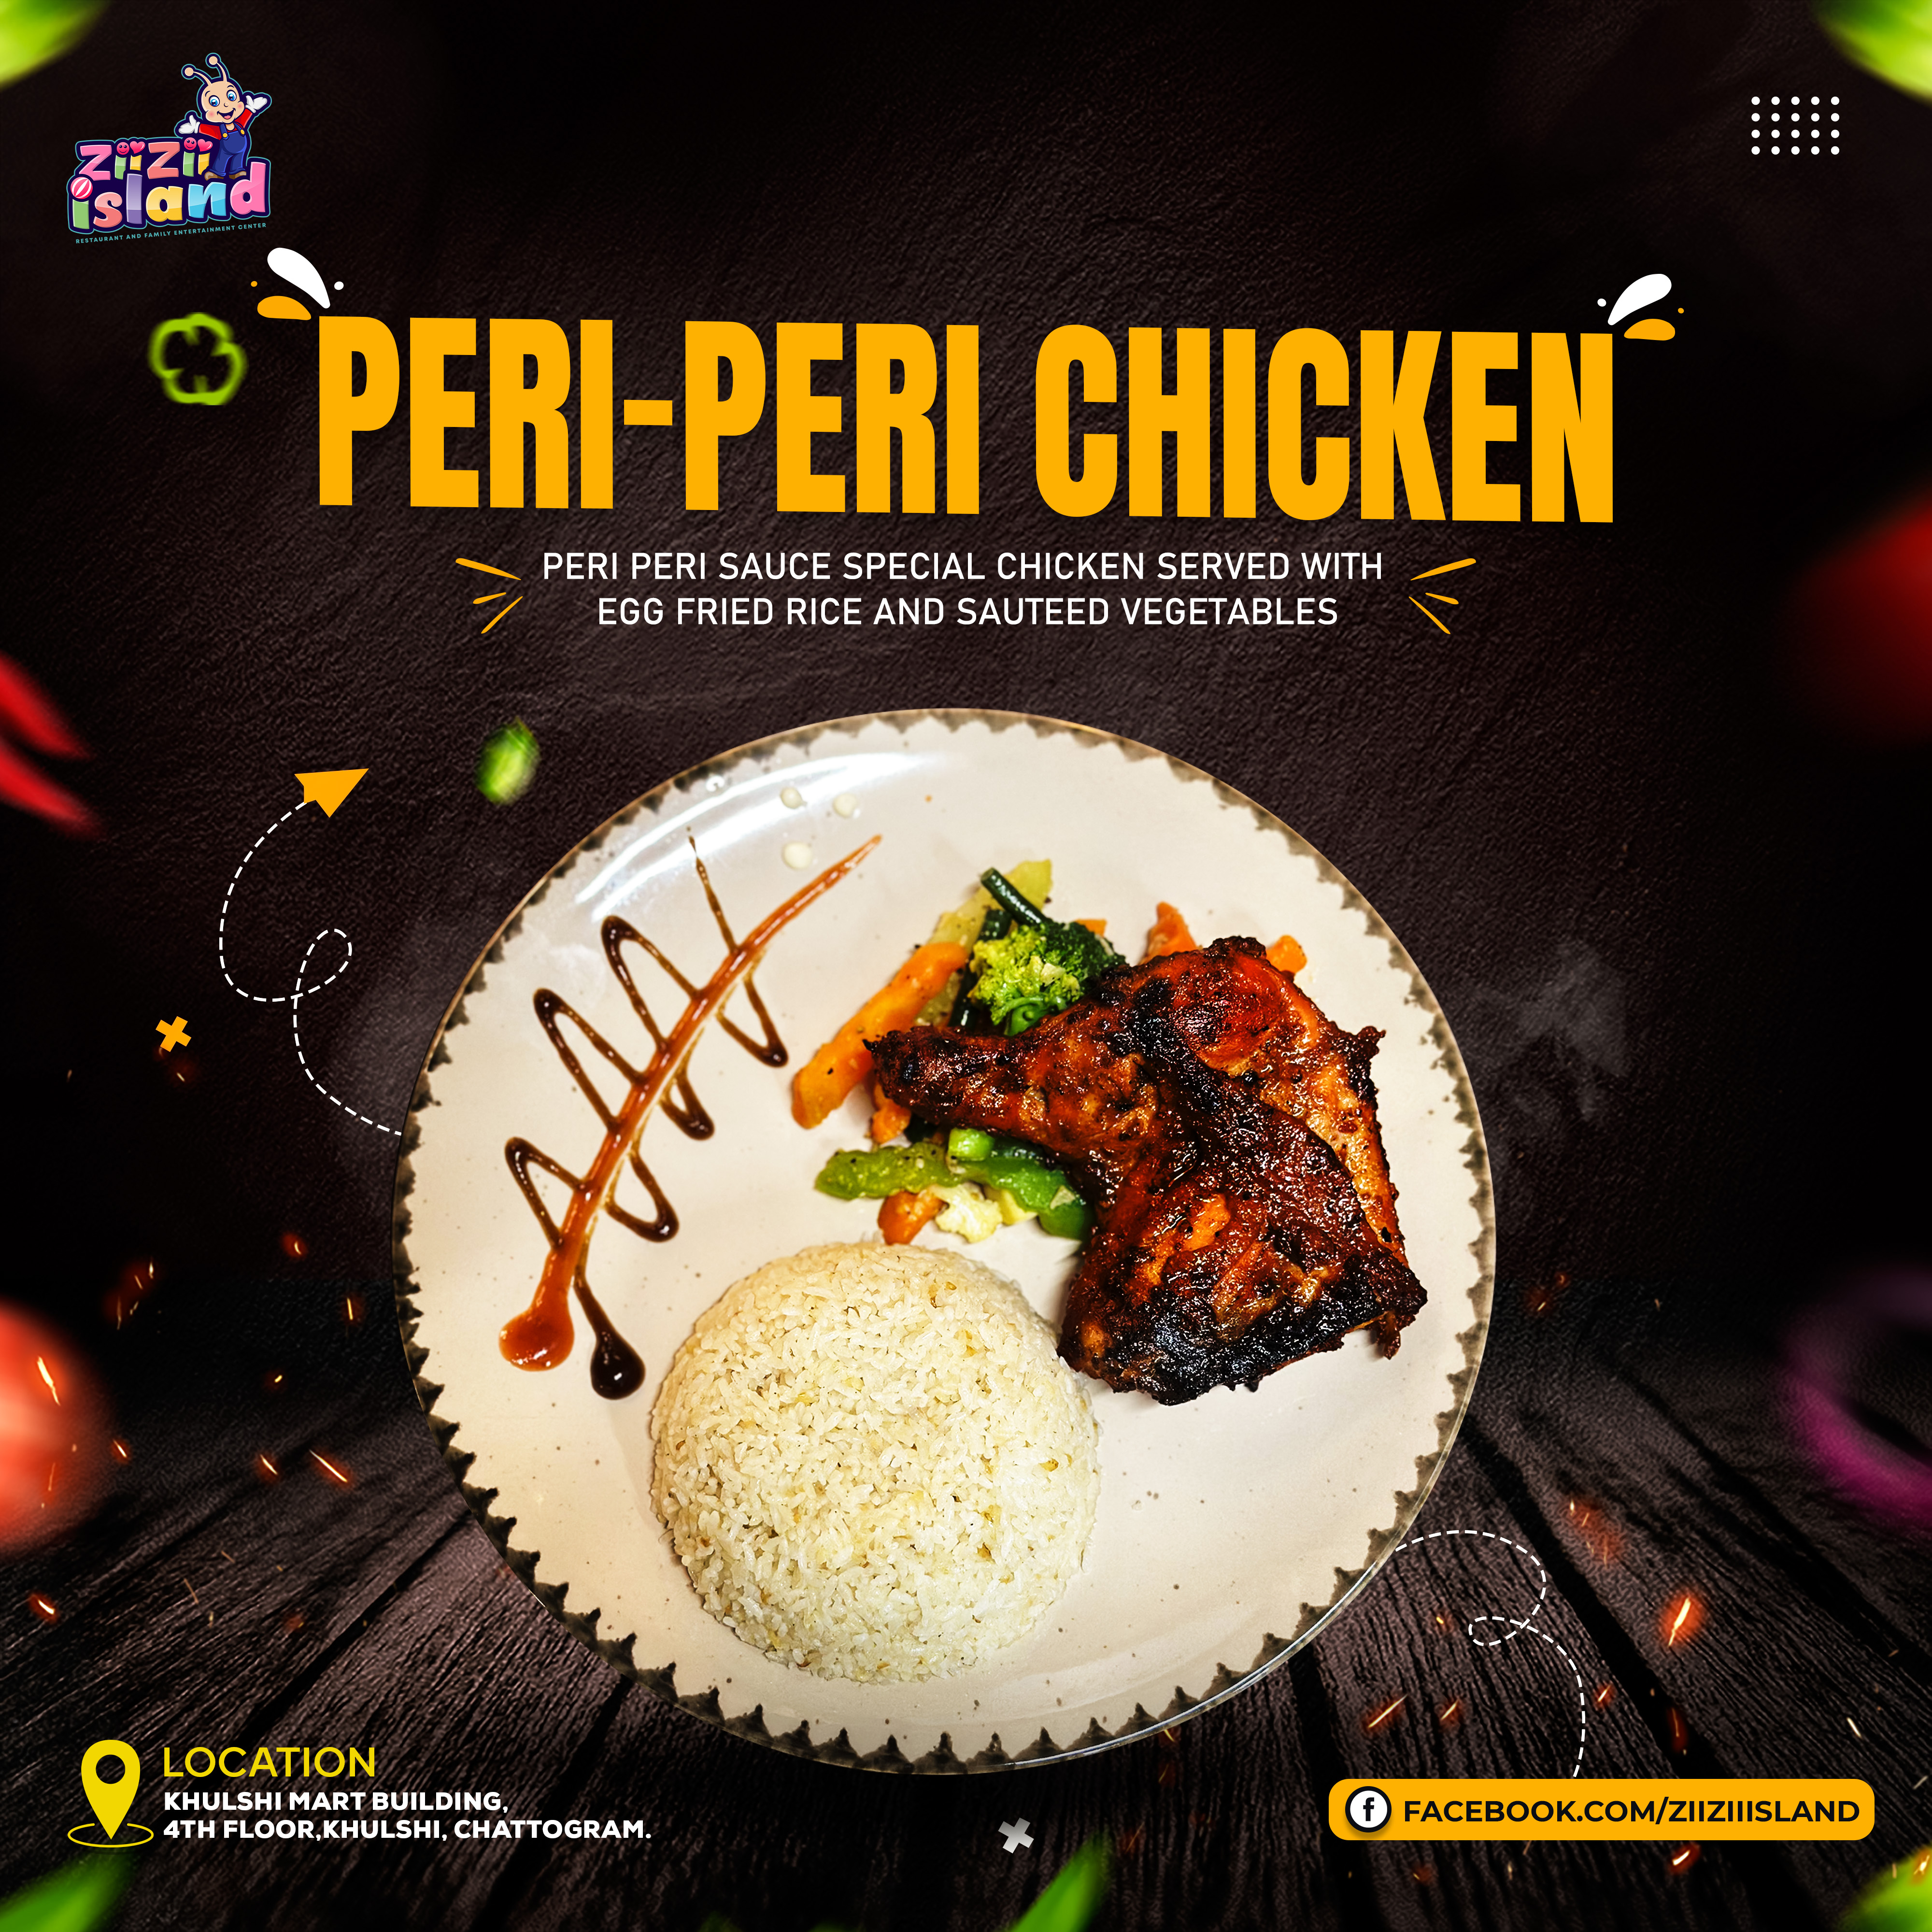 ziizii
island
RESTAURANT AND FAMILY ENTERTAINMENT CENTER
PERI-PERI CHICKEN
PERI PERI SAUCE SPECIAL CHICKEN SERVED WITH
EGG FRIED RICE AND SAUTEED VEGETABLES
LOCATION
KHULSHI MART BUILDING,
4TH FLOOR,KHULSHI, CHATTOGRAM.
f FACEBOOK.COM/ZIIZIIISLAND